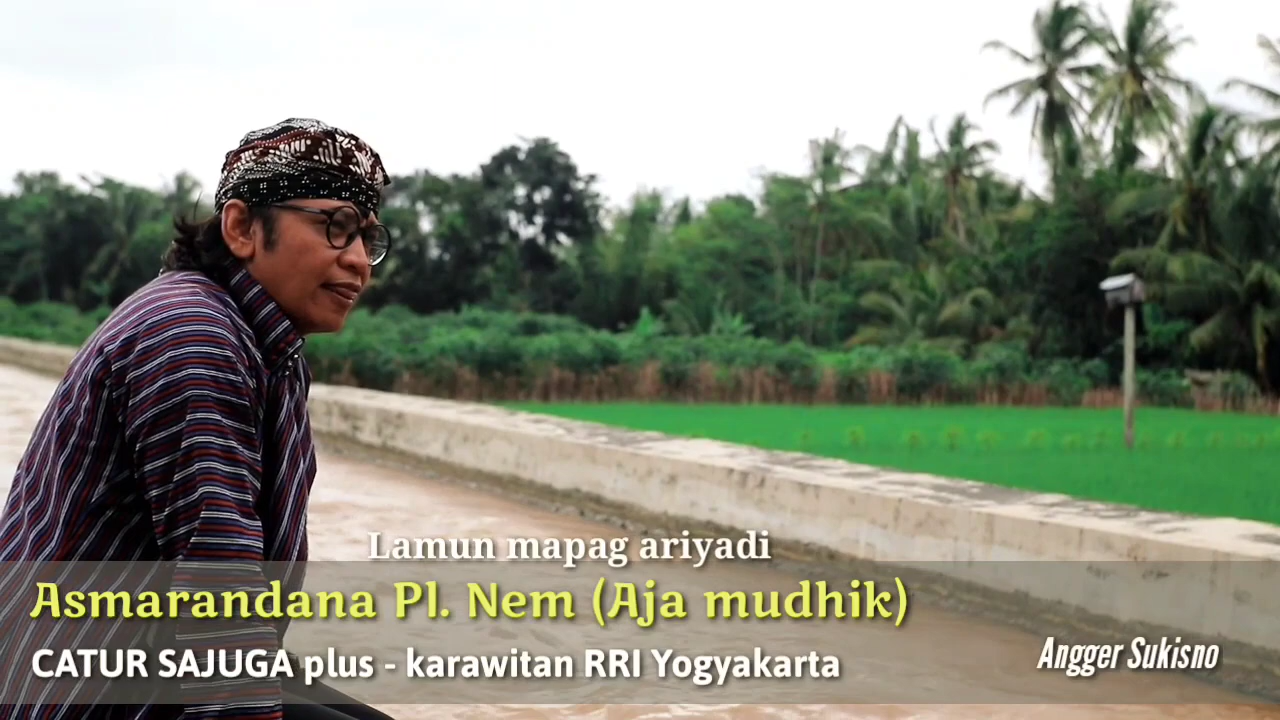 Lamun mapag ariyadi
Asmarandana Pl. Nem (Aja mudhik)
CATUR SAJUGA plus - karawitan RRI Yogyakarta
Angger Sukisno